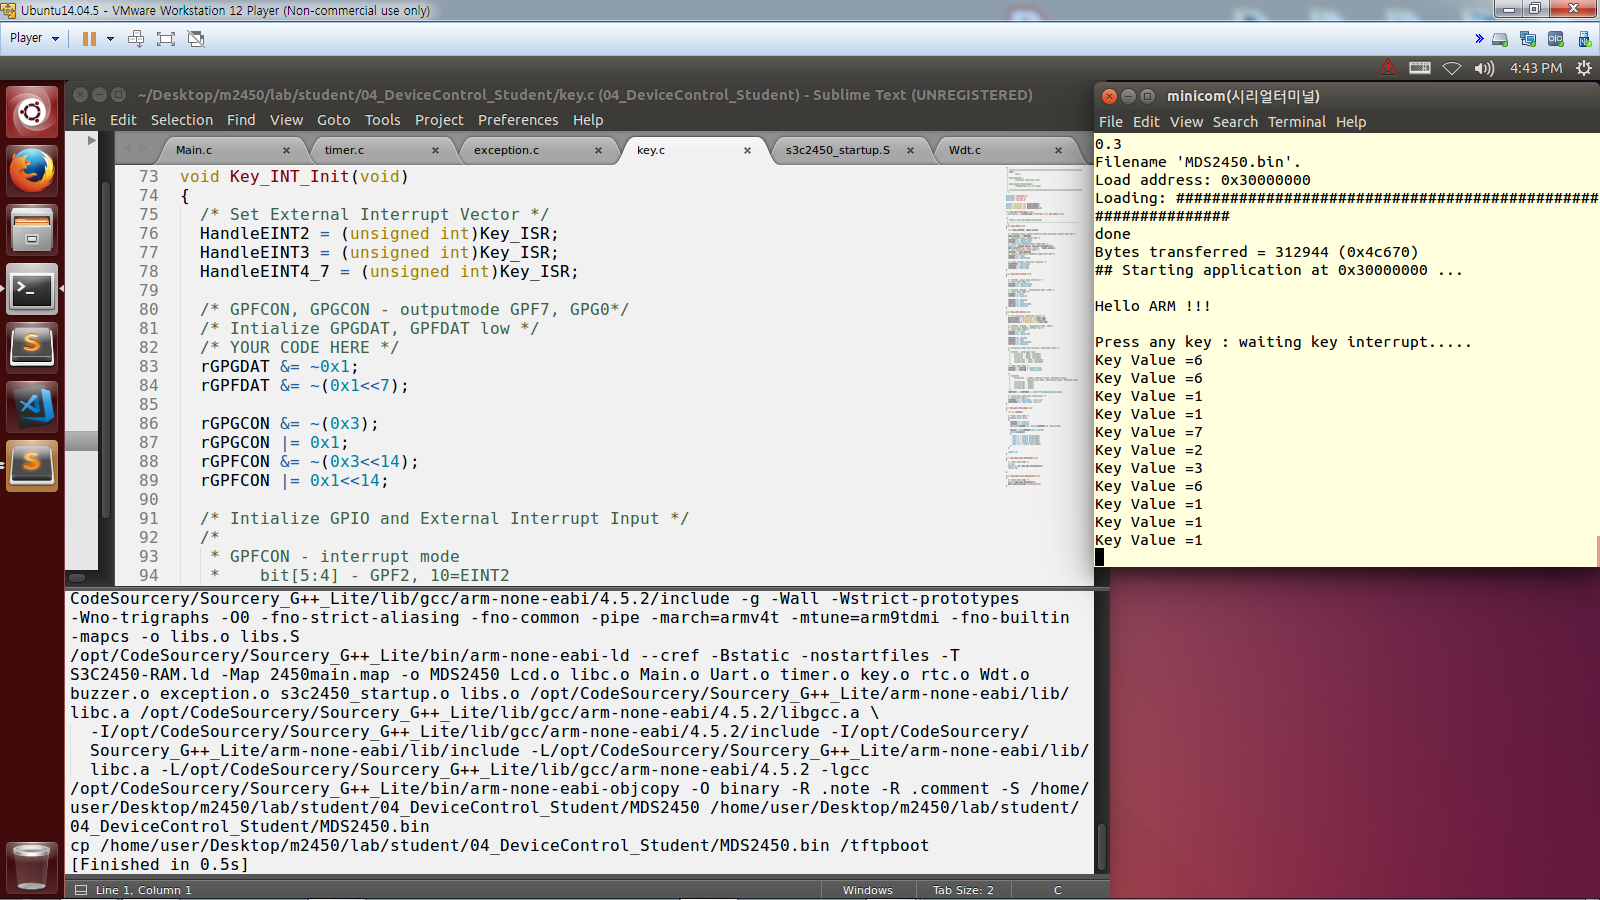 Ubuntu14.04.5 - VMware Workstation 12 Player (Non-commercial use only)
Player
4:43 PM
~/Desktop/m2450/lab/student/04_DeviceControl_Student/key.c (04_DeviceControl_Student) - Sublime Text (UNREGISTERED)
File Edit Selection Find View Goto Tools Project Preferences Help
Main.c timer.c exception.c key.c s3c2450_startup.S Wdt.c
73 void Key_INT_Init(void)
74 {
75 /* Set External Interrupt Vector */
76 HandleEINT2 = (unsigned int)Key_ISR;
77 HandleEINT3 = (unsigned int)Key_ISR;
78 HandleEINT4_7 = (unsigned int)Key_ISR;
79
80 /* GPFCON, GPGCON - outputmode GPF7, GPG0*/
81 /* Intialize GPGDAT, GPFDAT low */
82 /* YOUR CODE HERE */
83 rGPGDAT &= ~0x1;
84 rGPFDAT &= ~(0x1<<7);
85
86 rGPGCON &= ~(0x3);
87 rGPGCON |= 0x1;
88 rGPFCON &= ~(0x3<<14);
89 rGPFCON |= 0x1<<14;
90
91 /* Intialize GPIO and External Interrupt Input */
92 /*
93 * GPFCON - interrupt mode
94 * bit[5:4] - GPF2, 10=EINT2
CodeSourcery/Sourcery_G++_Lite/lib/gcc/arm-none-eabi/4.5.2/include -g -Wall -Wstrict-prototypes
-Wno-trigraphs -O0 -fno-strict-aliasing -fno-common -pipe -march=armv4t -mtune=arm9tdmi -fno-builtin
-mapcs -o libs.o libs.S
/opt/CodeSourcery/Sourcery_G++_Lite/bin/arm-none-eabi-ld --cref -Bstatic -nostartfiles -T
S3C2450-RAM.ld -Map 2450main.map -o MDS2450 Lcd.o libc.o Main.o Uart.o timer.o key.o rtc.o Wdt.o
buzzer.o exception.o s3c2450_startup.o libs.o /opt/CodeSourcery/Sourcery_G++_Lite/arm-none-eabi/lib/
libc.a /opt/CodeSourcery/Sourcery_G++_Lite/lib/gcc/arm-none-eabi/4.5.2/libgcc.a \
-I/opt/CodeSourcery/Sourcery_G++_Lite/lib/gcc/arm-none-eabi/4.5.2/include -I/opt/CodeSourcery/
Sourcery_G++_Lite/arm-none-eabi/lib/include -L/opt/CodeSourcery/Sourcery_G++_Lite/arm-none-eabi/lib/
libc.a -L/opt/CodeSourcery/Sourcery_G++_Lite/lib/gcc/arm-none-eabi/4.5.2 -lgcc
/opt/CodeSourcery/Sourcery_G++_Lite/bin/arm-none-eabi-objcopy -O binary -R .note -R .comment -S /home/
user/Desktop/m2450/lab/student/04_DeviceControl_Student/MDS2450 /home/user/Desktop/m2450/lab/student/
04_DeviceControl_Student/MDS2450.bin
cp /home/user/Desktop/m2450/lab/student/04_DeviceControl_Student/MDS2450.bin /tftpboot
[Finished in 0.5s]
Line 1, Column 1 Windows Tab Size: 2 C
minicom(시리얼터미널)
File Edit View Search Terminal Help
0.3
Filename 'MDS2450.bin'.
Load address: 0x30000000
Loading: ###############################################
###############
done
Bytes transferred = 312944 (0x4c670)
## Starting application at 0x30000000 ...
Hello ARM !!!
Press any key : waiting key interrupt.....
Key Value =6
Key Value =6
Key Value =1
Key Value =1
Key Value =7
Key Value =2
Key Value =3
Key Value =6
Key Value =1
Key Value =1
Key Value =1